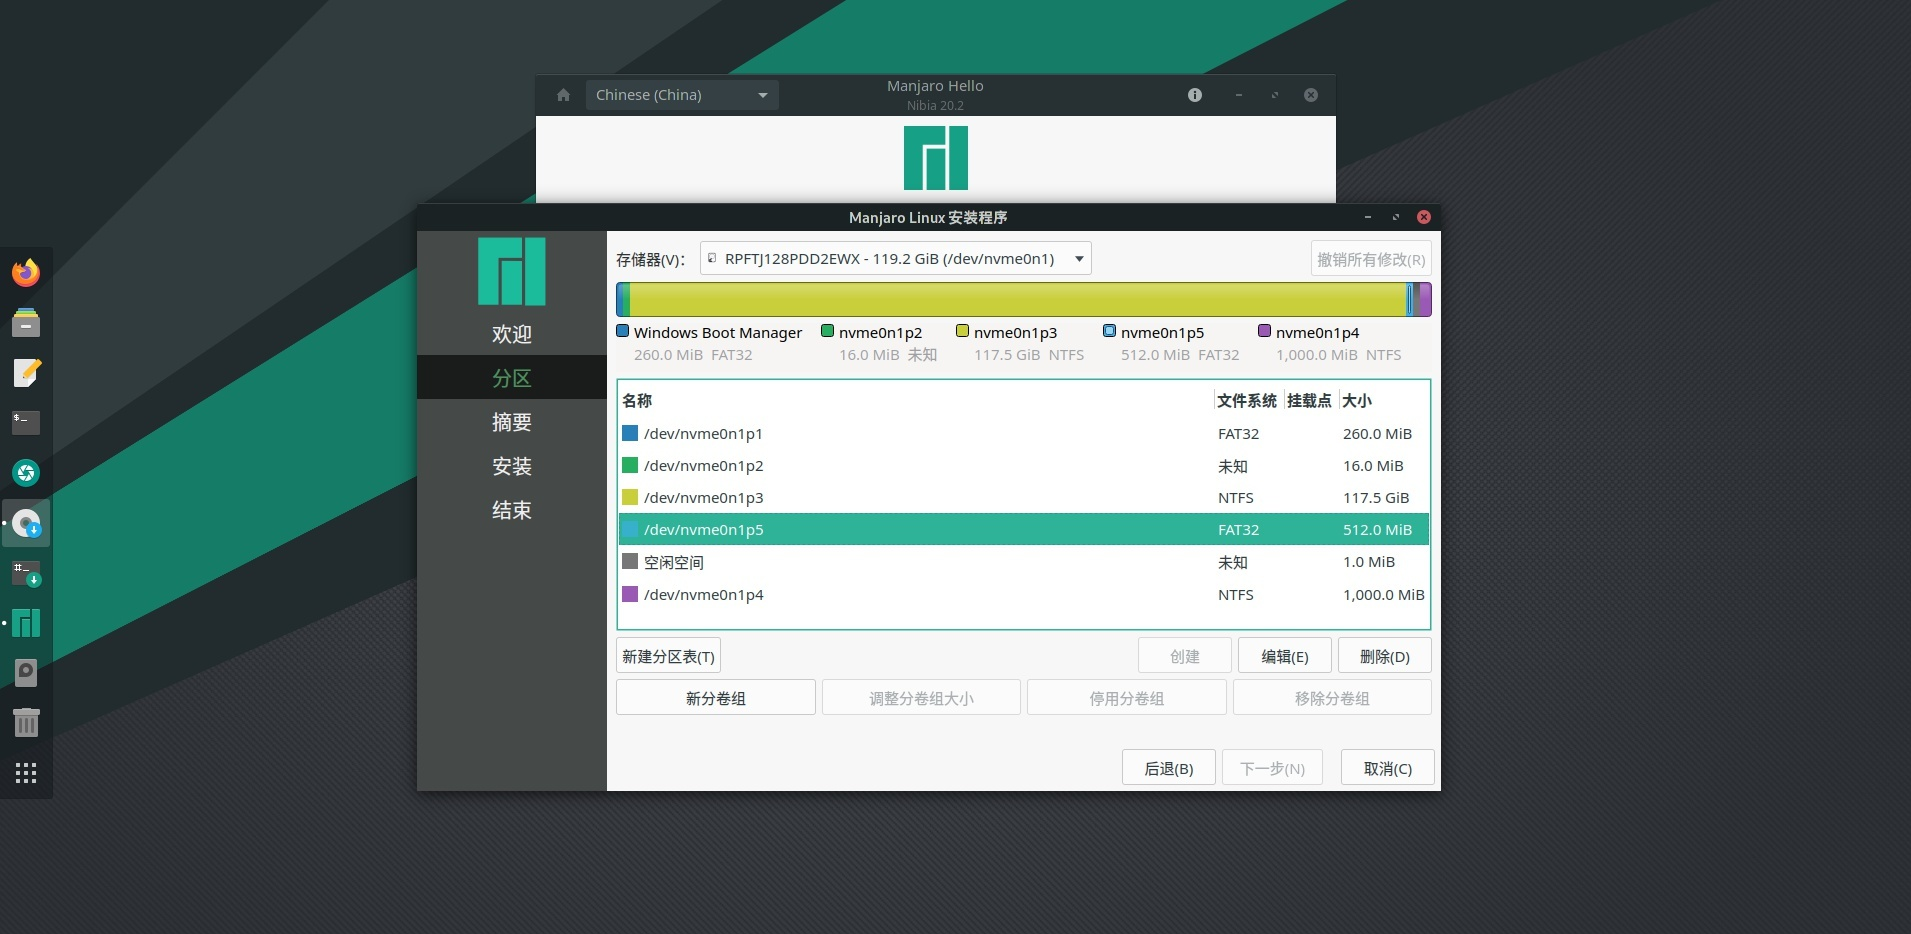 Chinese (China)
Manjaro Hello
Nibia 20.2
Manjaro Linux 安装程序
欢迎
分区
摘要
安装
结束
存储器(V)： RPFTJ128PDD2EWX - 119.2 GiB (/dev/nvme0n1) 撤销所有修改(R)
Windows Boot Manager nvme0n1p2 nvme0n1p3 nvme0n1p5 nvme0n1p4
260.0 MiB FAT32 16.0 MiB 未知 117.5 GiB NTFS 512.0 MiB FAT32 1,000.0 MiB NTFS
名称 文件系统 挂载点 大小
/dev/nvme0n1p1 FAT32 260.0 MiB
/dev/nvme0n1p2 未知 16.0 MiB
/dev/nvme0n1p3 NTFS 117.5 GiB
/dev/nvme0n1p5 FAT32 512.0 MiB
空闲空间 未知 1.0 MiB
/dev/nvme0n1p4 NTFS 1,000.0 MiB
新建分区表(T) 创建 编辑(E) 删除(D)
新分卷组 调整分卷组大小 停用分卷组 移除分卷组
后退(B) 下一步(N) 取消(C)